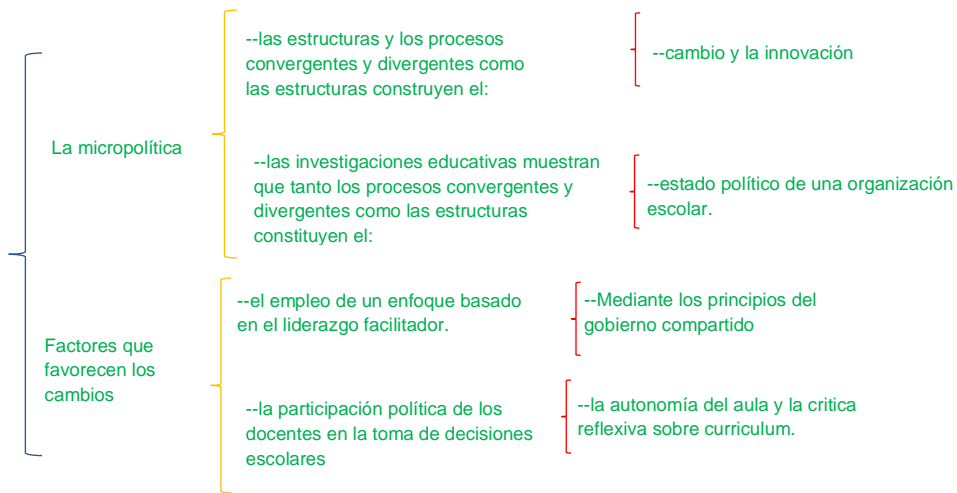 La micropolítica
--las estructuras y los procesos
convergentes y divergentes como
las estructuras construyen el:
--cambio y la innovación
--las investigaciones educativas muestran
que tanto los procesos convergentes y
divergentes como las estructuras
constituyen el:
--estado político de una organización
escolar.
Factores que
favorecen los
cambios
--el empleo de un enfoque basado
en el liderazgo facilitador.
--Mediante los principios del
gobierno compartido
--la participación política de los
docentes en la toma de decisiones
escolares
--la autonomía del aula y la critica
reflexiva sobre curriculum.